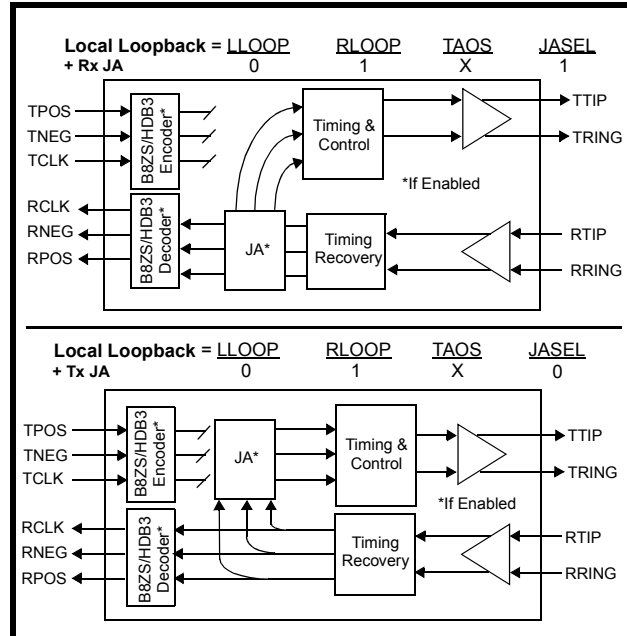 Local Loopback = LLOOP RLOOP TAOS JASEL
+ Rx JA 0 1 X 1
TPOS
TNEG
TCLK
B8ZS/HDB3
Encoder*
Timing &
Control
TTIP
TRING
*If Enabled
RCLK
RNEG
RPOS
B8ZS/HDB3
Decoder*
JA*
Timing
Recovery
RTIP
RRING
Local Loopback = LLOOP RLOOP TAOS JASEL
+ Tx JA 0 1 X 0
TPOS
TNEG
TCLK
B8ZS/HDB3
Encoder*
JA*
Timing &
Control
TTIP
TRING
*If Enabled
RCLK
RNEG
RPOS
B8ZS/HDB3
Decoder*
Timing
Recovery
RTIP
RRING